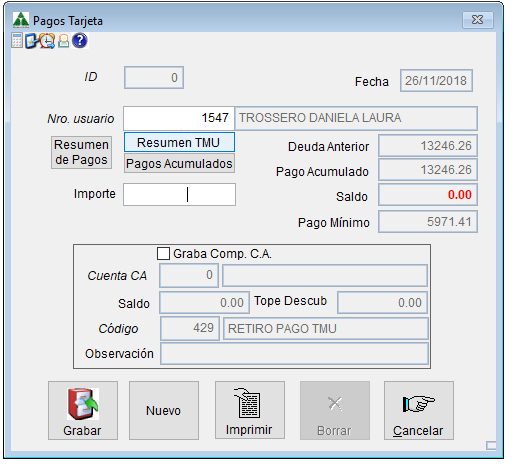 Pagos Tarjeta
ID 0
Fecha 26/11/2018
Nro. usuario 1547 TROSSERO DANIELA LAURA
Resumen de Pagos
Resumen TMU
Pagos Acumulados
Importe
Deuda Anterior 13246.26
Pago Acumulado 13246.26
Saldo 0.00
Pago Mínimo 5971.41
Graba Comp. C.A.
Cuenta CA 0
Saldo 0.00 Tope Descub 0.00
Código 429 RETIRO PAGO TMU
Observación
Grabar Nuevo Imprimir Borrar Cancelar